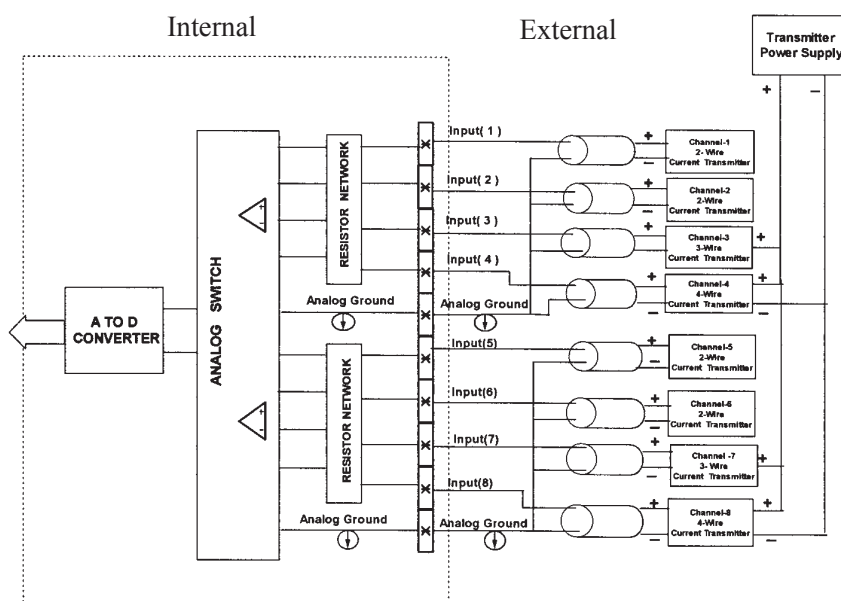 Internal
External
Transmitter
Power Supply
+
−
Input( 1 )
Input( 2 )
Input( 3 )
Input( 4 )
Analog Ground
Analog Ground
Input(5)
Input(6)
Input(7)
Input(8)
Analog Ground
Analog Ground
RESISTOR NETWORK
RESISTOR NETWORK
ANALOG SWITCH
A TO D
CONVERTER
+
−
+
−
+
Channel-1
2- Wire
Current Transmitter
−
+
Channel-2
2-Wire
Current Transmitter
−
+
Channel-3
3-Wire
Current Transmitter
−
+
+
Channel-4
4-Wire
Current Transmitter
−
+
−
+
Channel-5
2-Wire
Current Transmitter
−
+
Channel-6
2-Wire
Current Transmitter
−
+
Channel -7
3- Wire
Current Transmitter
−
+
+
Channel-8
4-Wire
Current Transmitter
−
+
−